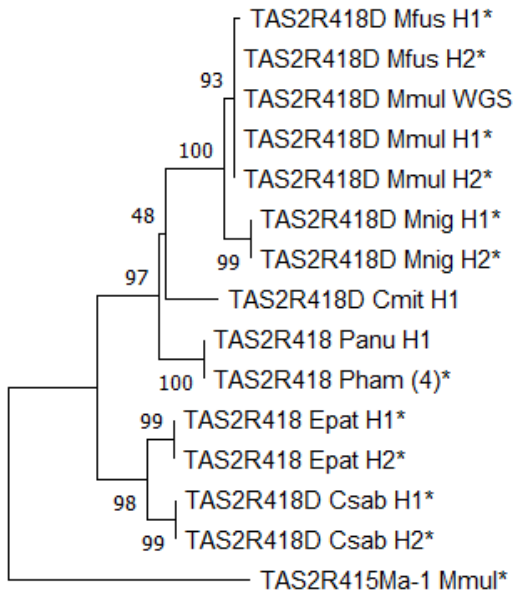 TAS2R418D Mfus H1*
TAS2R418D Mfus H2*
93
TAS2R418D Mmul WGS
TAS2R418D Mmul H1*
100
TAS2R418D Mmul H2*
48
TAS2R418D Mnig H1*
99
TAS2R418D Mnig H2*
97
TAS2R418D Cmit H1
TAS2R418 Panu H1
100
TAS2R418 Pham (4)*
99
TAS2R418 Epat H1*
TAS2R418 Epat H2*
98
TAS2R418D Csab H1*
99
TAS2R418D Csab H2*
TAS2R415Ma-1 Mmul*